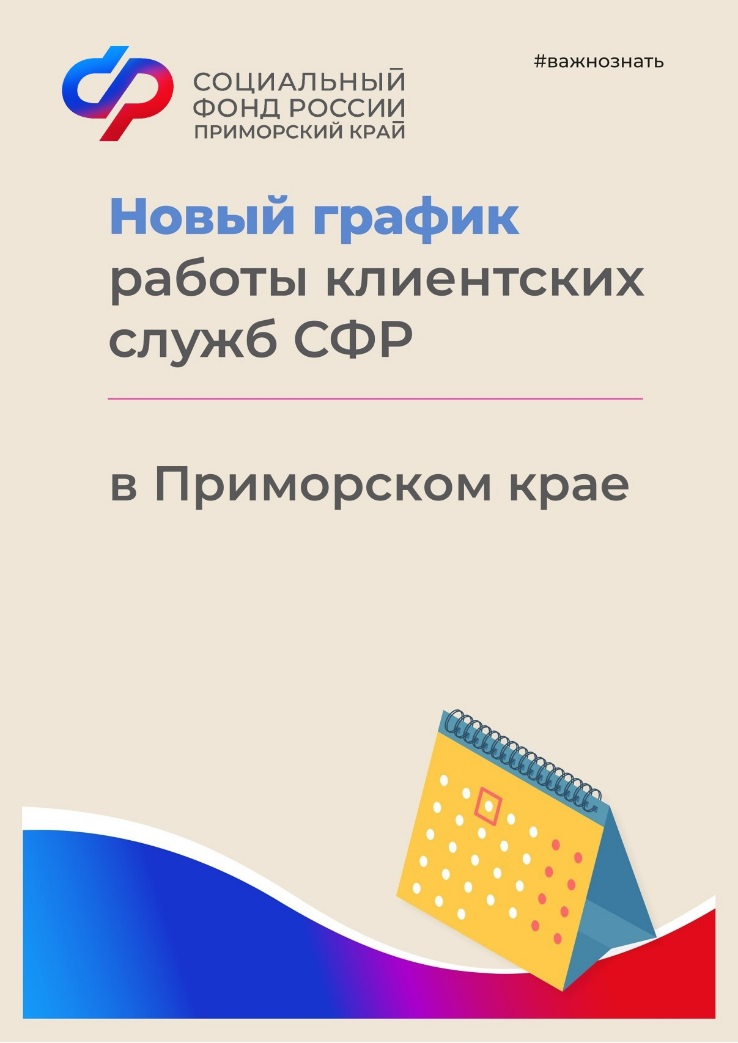 #важнознать
СОЦИАЛЬНЫЙ
ФОНД РОССИИ
ПРИМОРСКИЙ КРАЙ
Новый график
работы клиентских
служб СФР
в Приморском крае